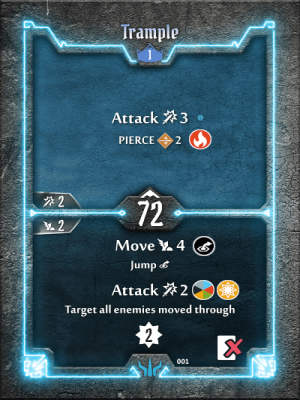 Trample
1
Attack 3
PIERCE 2
2
2
72
Move 4
Jump
Attack 2
Target all enemies moved through
2
001